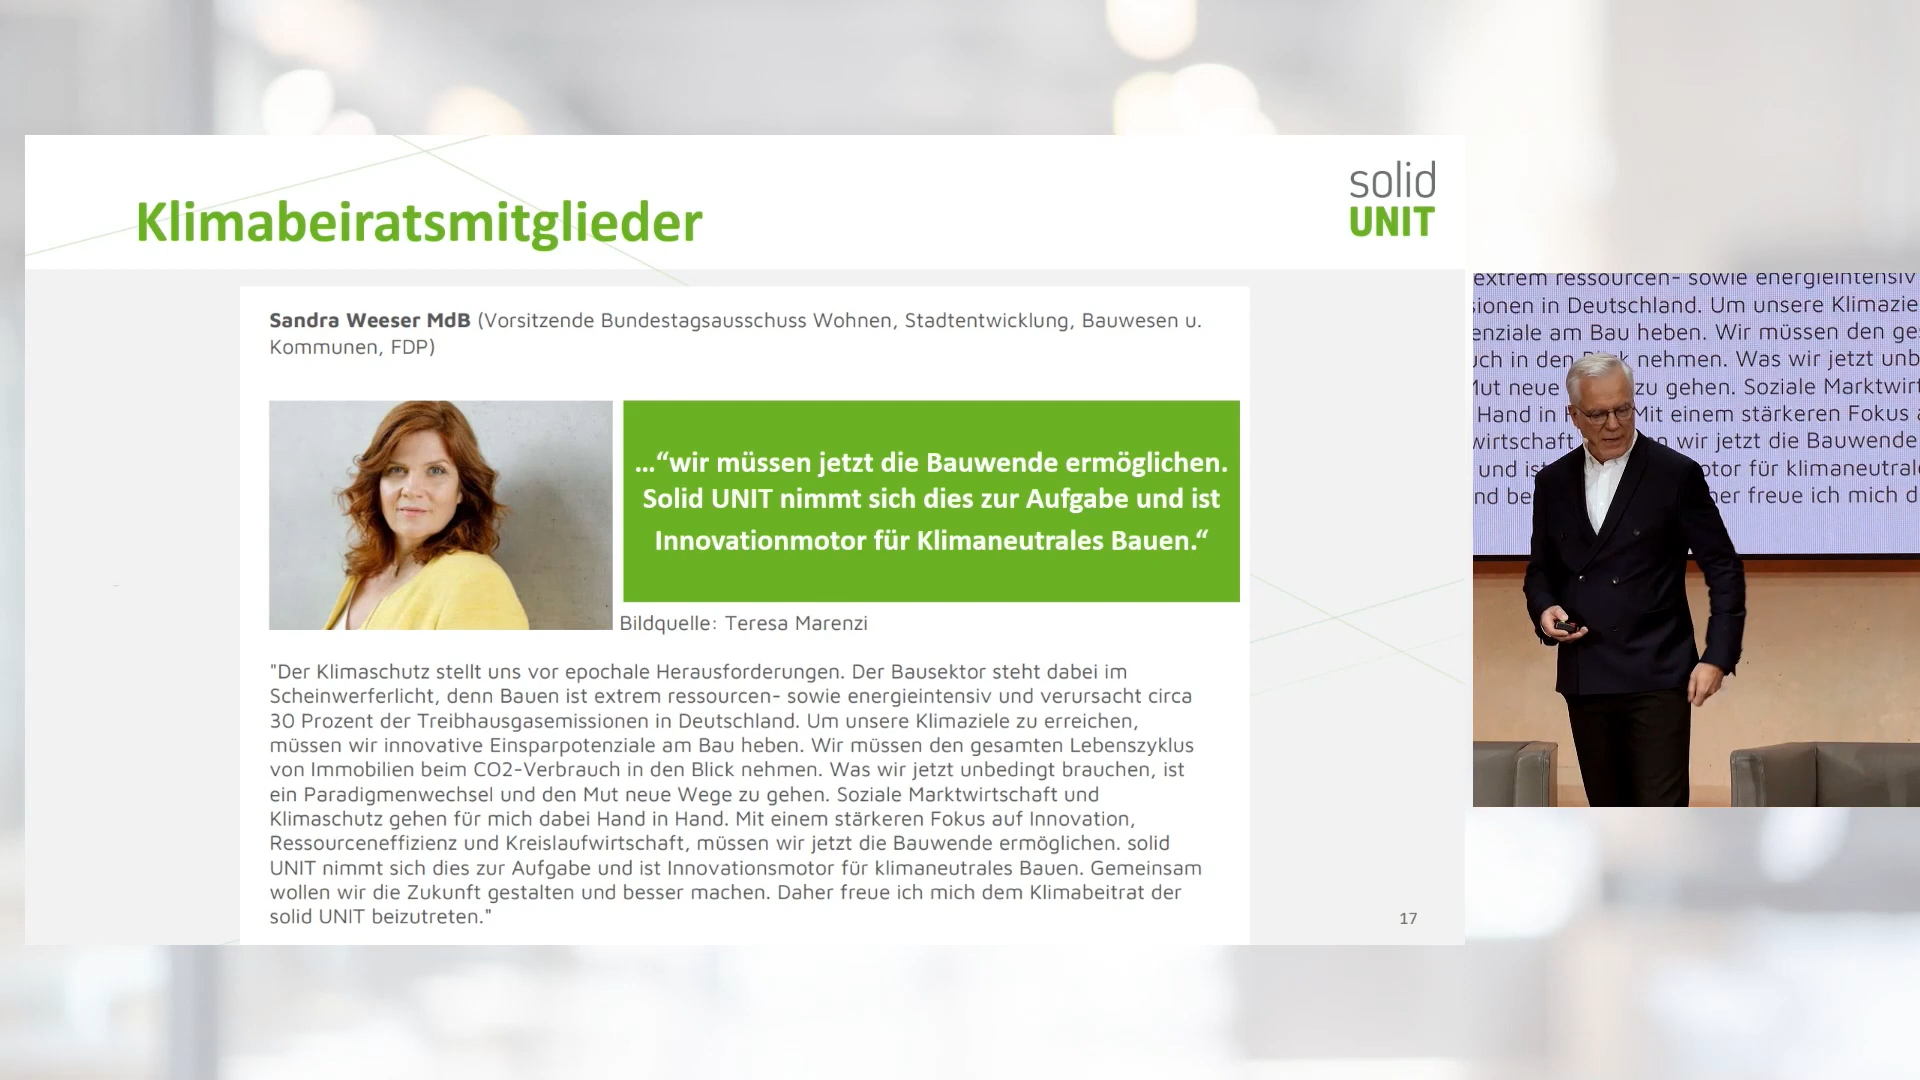 solid
UNIT
Klimabeiratsmitglieder
Sandra Weeser MdB (Vorsitzende Bundestagsausschuss Wohnen, Stadtentwicklung, Bauwesen u.
Kommunen, FDP)
...“wir müssen jetzt die Bauwende ermöglichen.
Solid UNIT nimmt sich dies zur Aufgabe und ist
Innovationmotor für Klimaneutrales Bauen.“
Bildquelle: Teresa Marenzi
"Der Klimaschutz stellt uns vor epochale Herausforderungen. Der Bausektor steht dabei im
Scheinwerferlicht, denn Bauen ist extrem ressourcen- sowie energieintensiv und verursacht circa
30 Prozent der Treibhausgasemissionen in Deutschland. Um unsere Klimaziele zu erreichen,
müssen wir innovative Einsparpotenziale am Bau heben. Wir müssen den gesamten Lebenszyklus
von Immobilien beim CO2-Verbrauch in den Blick nehmen. Was wir jetzt unbedingt brauchen, ist
ein Paradigmenwechsel und den Mut neue Wege zu gehen. Soziale Marktwirtschaft und
Klimaschutz gehen für mich dabei Hand in Hand. Mit einem stärkeren Fokus auf Innovation,
Ressourceneffizienz und Kreislaufwirtschaft, müssen wir jetzt die Bauwende ermöglichen. solid
UNIT nimmt sich dies zur Aufgabe und ist Innovationsmotor für klimaneutrales Bauen. Gemeinsam
wollen wir die Zukunft gestalten und besser machen. Daher freue ich mich dem Klimabeitrat der
solid UNIT beizutreten."
17
extrem ressourcen- sowie energieintensiv
sionen in Deutschland. Um unsere Klimazie
enziale am Bau heben. Wir müssen den ge
uch in den nehmen. Was wir jetzt unb
Mut neue zu gehen. Soziale Marktwirt
Hand in Mit einem stärkeren Fokus a
wirtschaft wir jetzt die Bauwende
und ist otor für klimaneutral
nd be her freue ich mich d